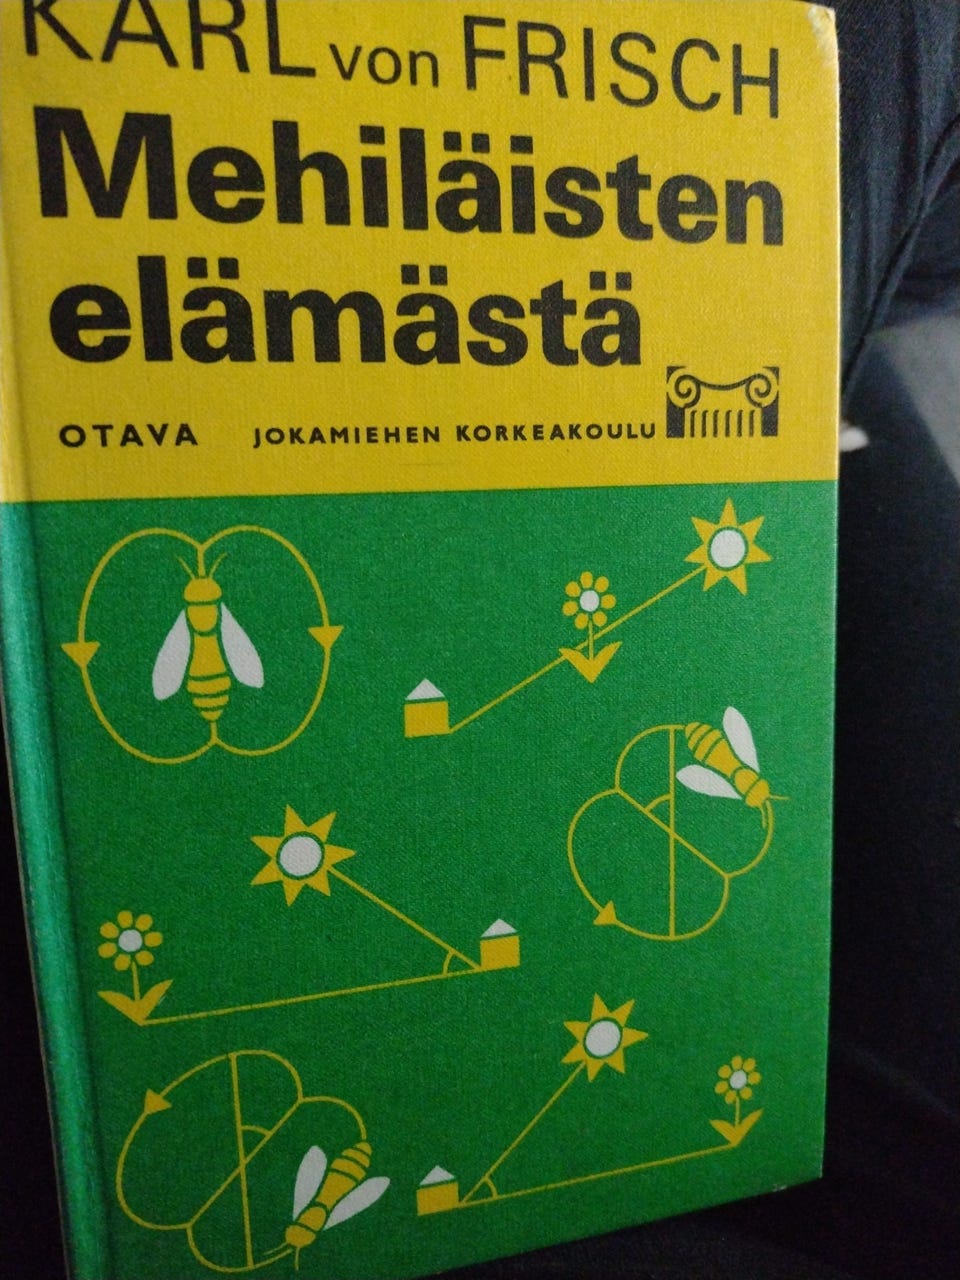 KARL von FRISCH
Mehiläisten
elämästä
OTAVA JOKAMIEHEN KORKEAKOULU